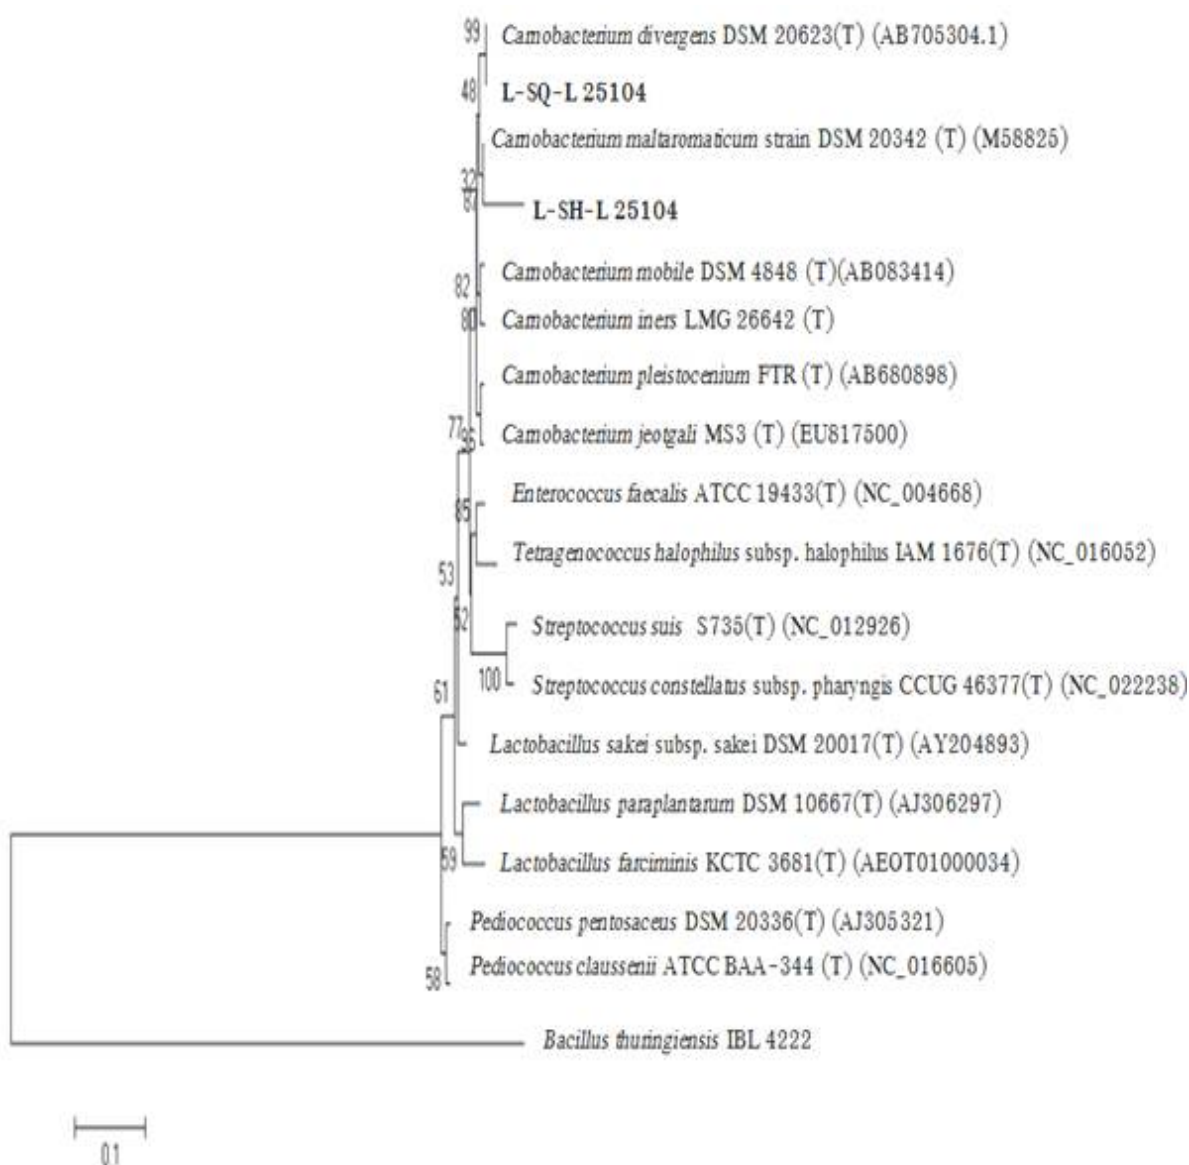 99
Carnobacterium divergens DSM 20623(T) (AB705304.1)
48
L-SQ-L 25104
Carnobacterium maltaromaticum strain DSM 20342 (T) (M58825)
32
87
L-SH-L 25104
82
Carnobacterium mobile DSM 4848 (T)(AB083414)
80
Carnobacterium iners LMG 26642 (T)
Carnobacterium pleistocenium FTR (T) (AB680898)
77
96
Carnobacterium jeotgali MS3 (T) (EU817500)
Enterococcus faecalis ATCC 19433(T) (NC_004668)
85
Tetragenococcus halophilus subsp. halophilus IAM 1676(T) (NC_016052)
53
52
Streptococcus suis S735(T) (NC_012926)
100
Streptococcus constellatus subsp. pharyngis CCUG 46377(T) (NC_022238)
61
Lactobacillus sakei subsp. sakei DSM 20017(T) (AY204893)
Lactobacillus paraplantarum DSM 10667(T) (AJ306297)
59
Lactobacillus farciminis KCTC 3681(T) (AEOT01000034)
Pediococcus pentosaceus DSM 20336(T) (AJ305321)
58
Pediococcus claussenii ATCC BAA-344 (T) (NC_016605)
Bacillus thuringiensis IBL 4222
0.1